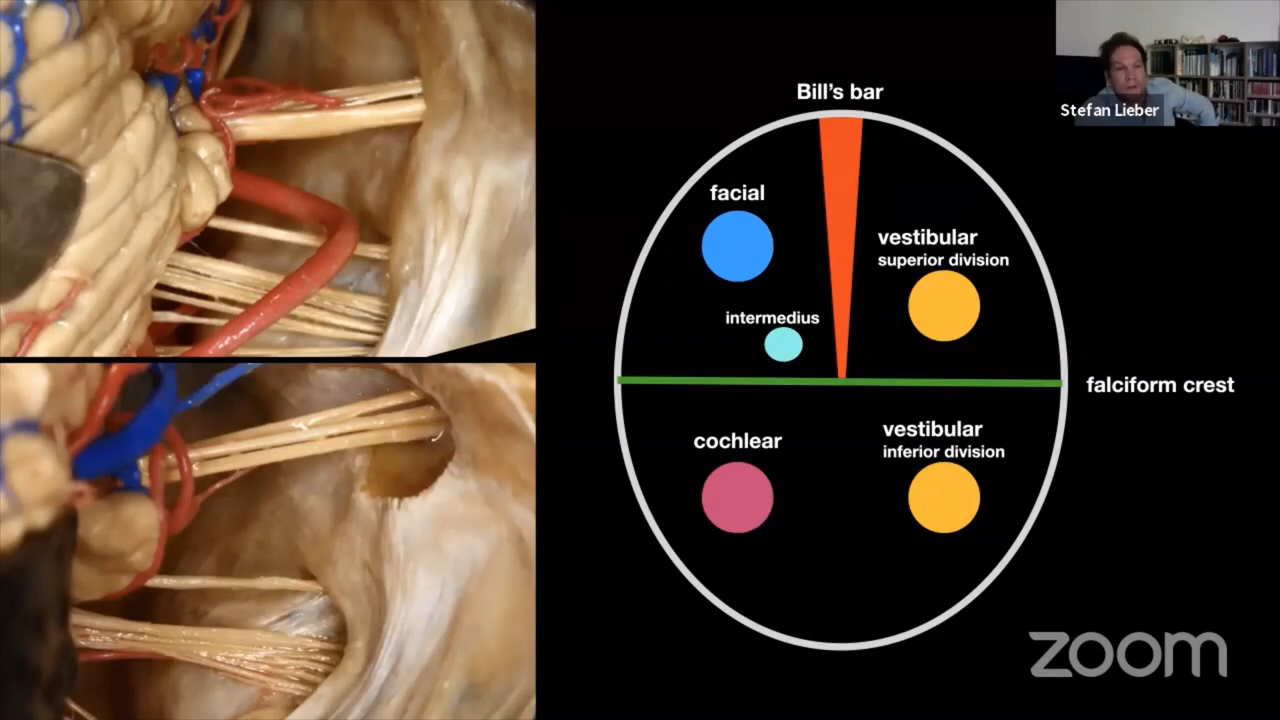 Bill's bar
Stefan Lieber
facial
vestibular
superior division
intermedius
falciform crest
cochlear
vestibular
inferior division
zoom